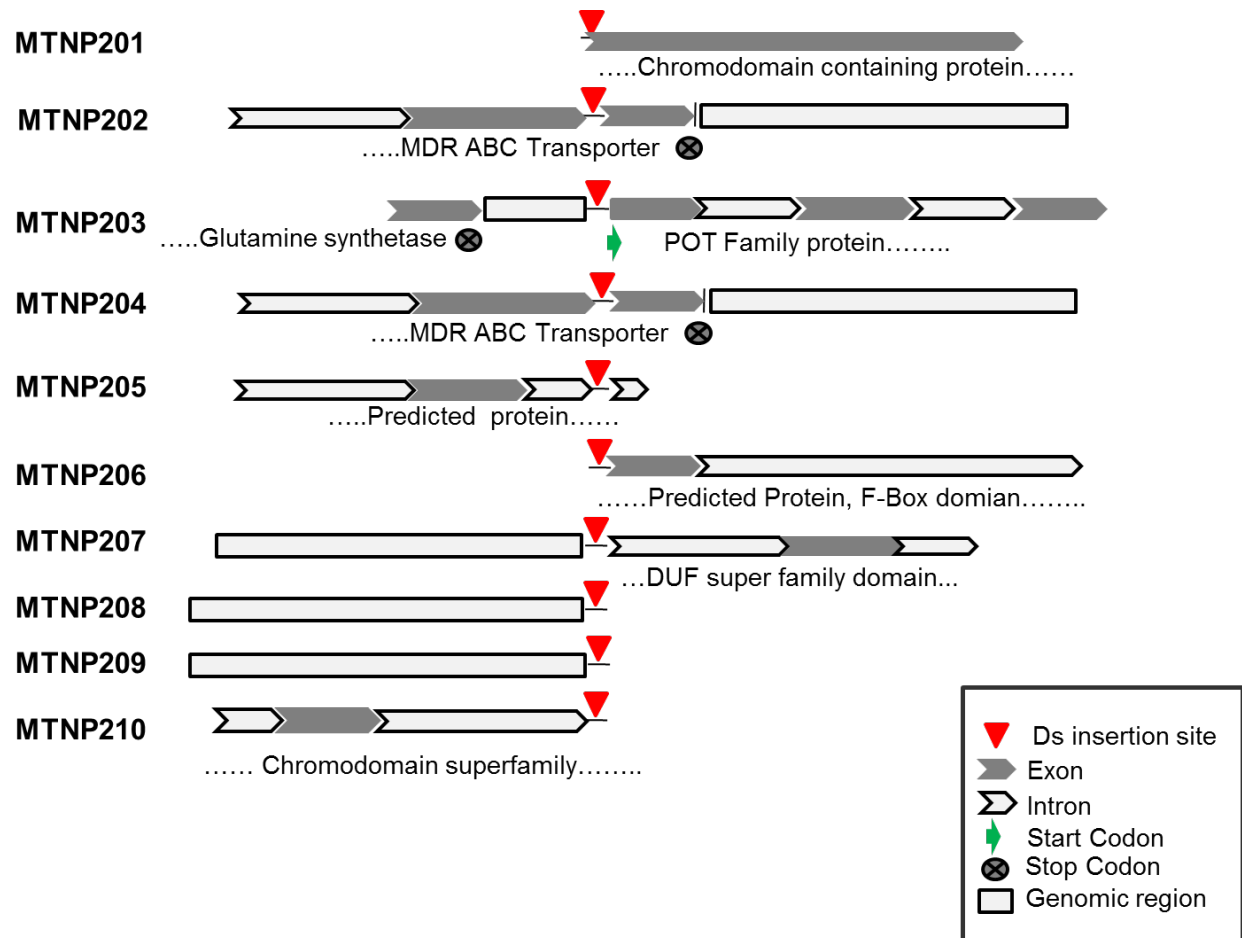 MTNP201
…..Chromodomain containing protein……
MTNP202
…..MDR ABC Transporter
MTNP203
…..Glutamine synthetase
POT Family protein……..
MTNP204
…..MDR ABC Transporter
MTNP205
…..Predicted protein……
MTNP206
……Predicted Protein, F-Box domian……..
MTNP207
…DUF super family domain...
MTNP208
MTNP209
MTNP210
…… Chromodomain superfamily……..
Ds insertion site
Exon
Intron
Start Codon
Stop Codon
Genomic region